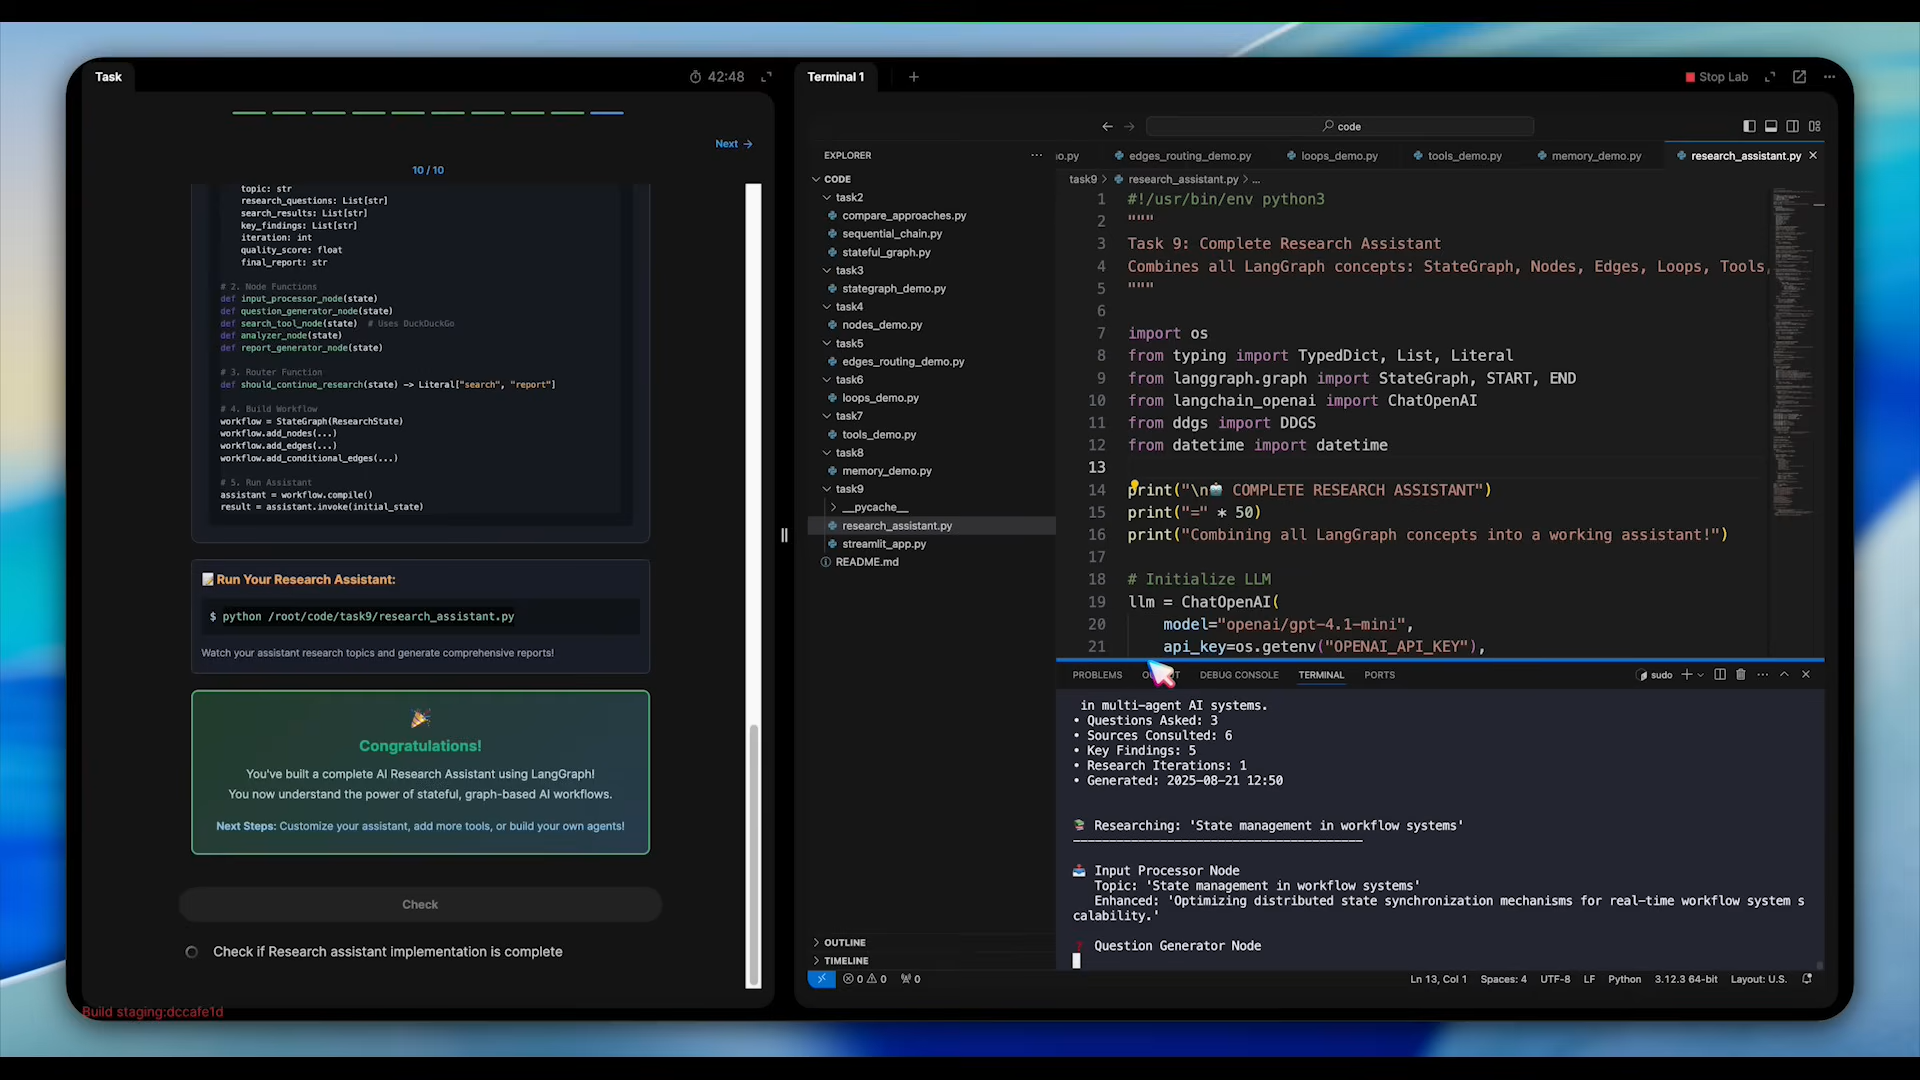 Task
42:48
Next →
10 / 10
topic: str
research_questions: List[str]
search_results: List[str]
key_findings: List[str]
iteration: int
quality_score: float
final_report: str
# 2. Node Functions
def input_processor_node(state)
def question_generator_node(state)
def search_tool_node(state)  # Uses DuckDuckGo
def analyzer_node(state)
def report_generator_node(state)
# 3. Router Function
def should_continue_research(state) -> Literal["search", "report"]
# 4. Build Workflow
workflow = StateGraph(ResearchState)
workflow.add_nodes(...)
workflow.add_edges(...)
workflow.add_conditional_edges(...)
# 5. Run Assistant
assistant = workflow.compile()
result = assistant.invoke(initial_state)
Run Your Research Assistant:
$ python /root/code/task9/research_assistant.py
Watch your assistant research topics and generate comprehensive reports!
Congratulations!
You've built a complete AI Research Assistant using LangGraph!
You now understand the power of stateful, graph-based AI workflows.
Next Steps: Customize your assistant, add more tools, or build your own agents!
Check
Check if Research assistant implementation is complete
Build staging:dccafe1d
Terminal 1
+
Stop Lab
code
EXPLORER
CODE
task2
compare_approaches.py
sequential_chain.py
stateful_graph.py
task3
stategraph_demo.py
task4
nodes_demo.py
task5
edges_routing_demo.py
task6
loops_demo.py
task7
tools_demo.py
task8
memory_demo.py
task9
__pycache__
research_assistant.py
streamlit_app.py
README.md
OUTLINE
TIMELINE
no.py edges_routing_demo.py loops_demo.py tools_demo.py memory_demo.py research_assistant.py
task9 > research_assistant.py > ...
1 #!/usr/bin/env python3
2 """
3 Task 9: Complete Research Assistant
4 Combines all LangGraph concepts: StateGraph, Nodes, Edges, Loops, Tools,
5 """
6
7 import os
8 from typing import TypedDict, List, Literal
9 from langgraph.graph import StateGraph, START, END
10 from langchain_openai import ChatOpenAI
11 from ddgs import DDGS
12 from datetime import datetime
13
14 print("\n🤖 COMPLETE RESEARCH ASSISTANT")
15 print("=" * 50)
16 print("Combining all LangGraph concepts into a working assistant!")
17
18 # Initialize LLM
19 llm = ChatOpenAI(
20 model="openai/gpt-4.1-mini",
21 api_key=os.getenv("OPENAI_API_KEY"),
PROBLEMS DEBUG CONSOLE TERMINAL PORTS
sudo
in multi-agent AI systems.
• Questions Asked: 3
• Sources Consulted: 6
• Key Findings: 5
• Research Iterations: 1
• Generated: 2025-08-21 12:50
Researching: 'State management in workflow systems'
Input Processor Node
Topic: 'State management in workflow systems'
Enhanced: 'Optimizing distributed state synchronization mechanisms for real-time workflow system s
calability.'
Question Generator Node
0 0 0
Ln 13, Col 1 Spaces: 4 UTF-8 LF Python 3.12.3 64-bit Layout: U.S.